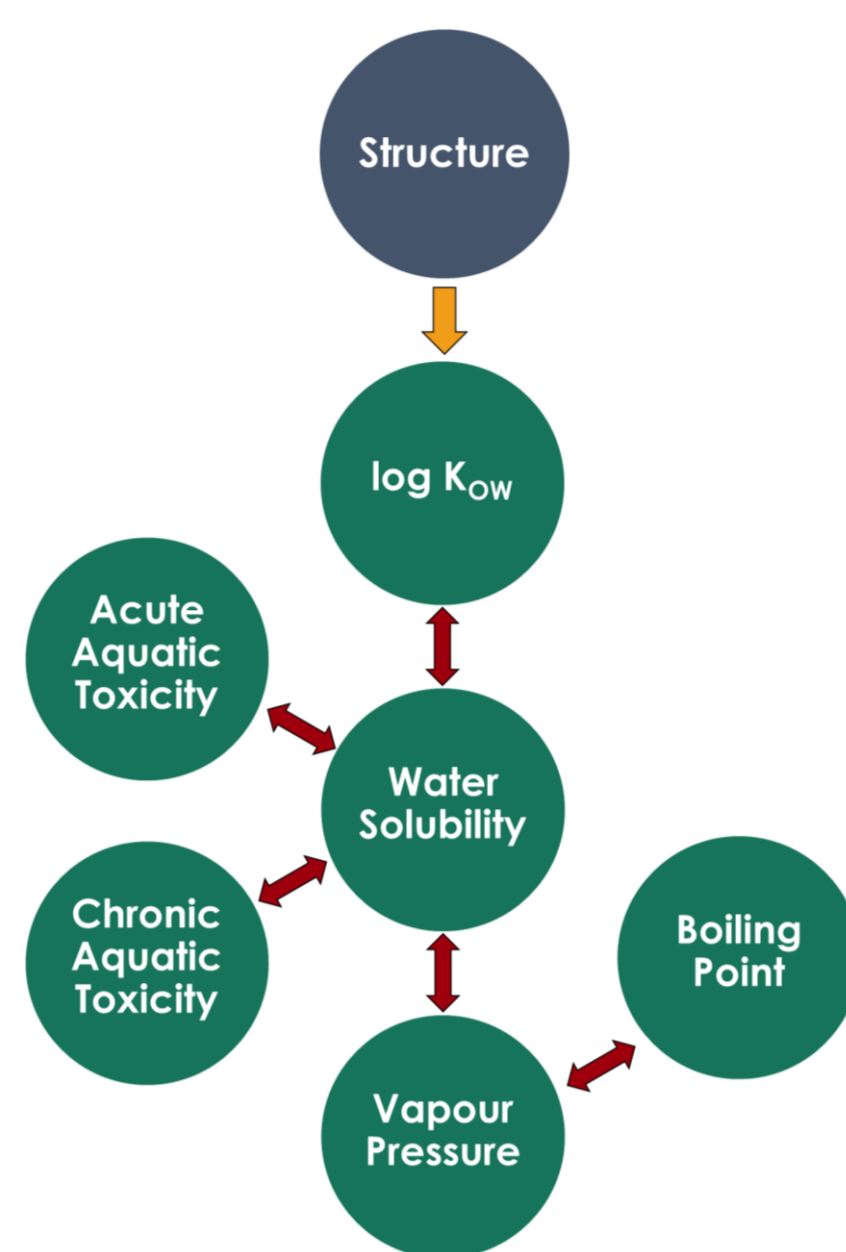 Structure
log K_OW
Acute
Aquatic
Toxicity
Water
Solubility
Chronic
Aquatic
Toxicity
Boiling
Point
Vapour
Pressure